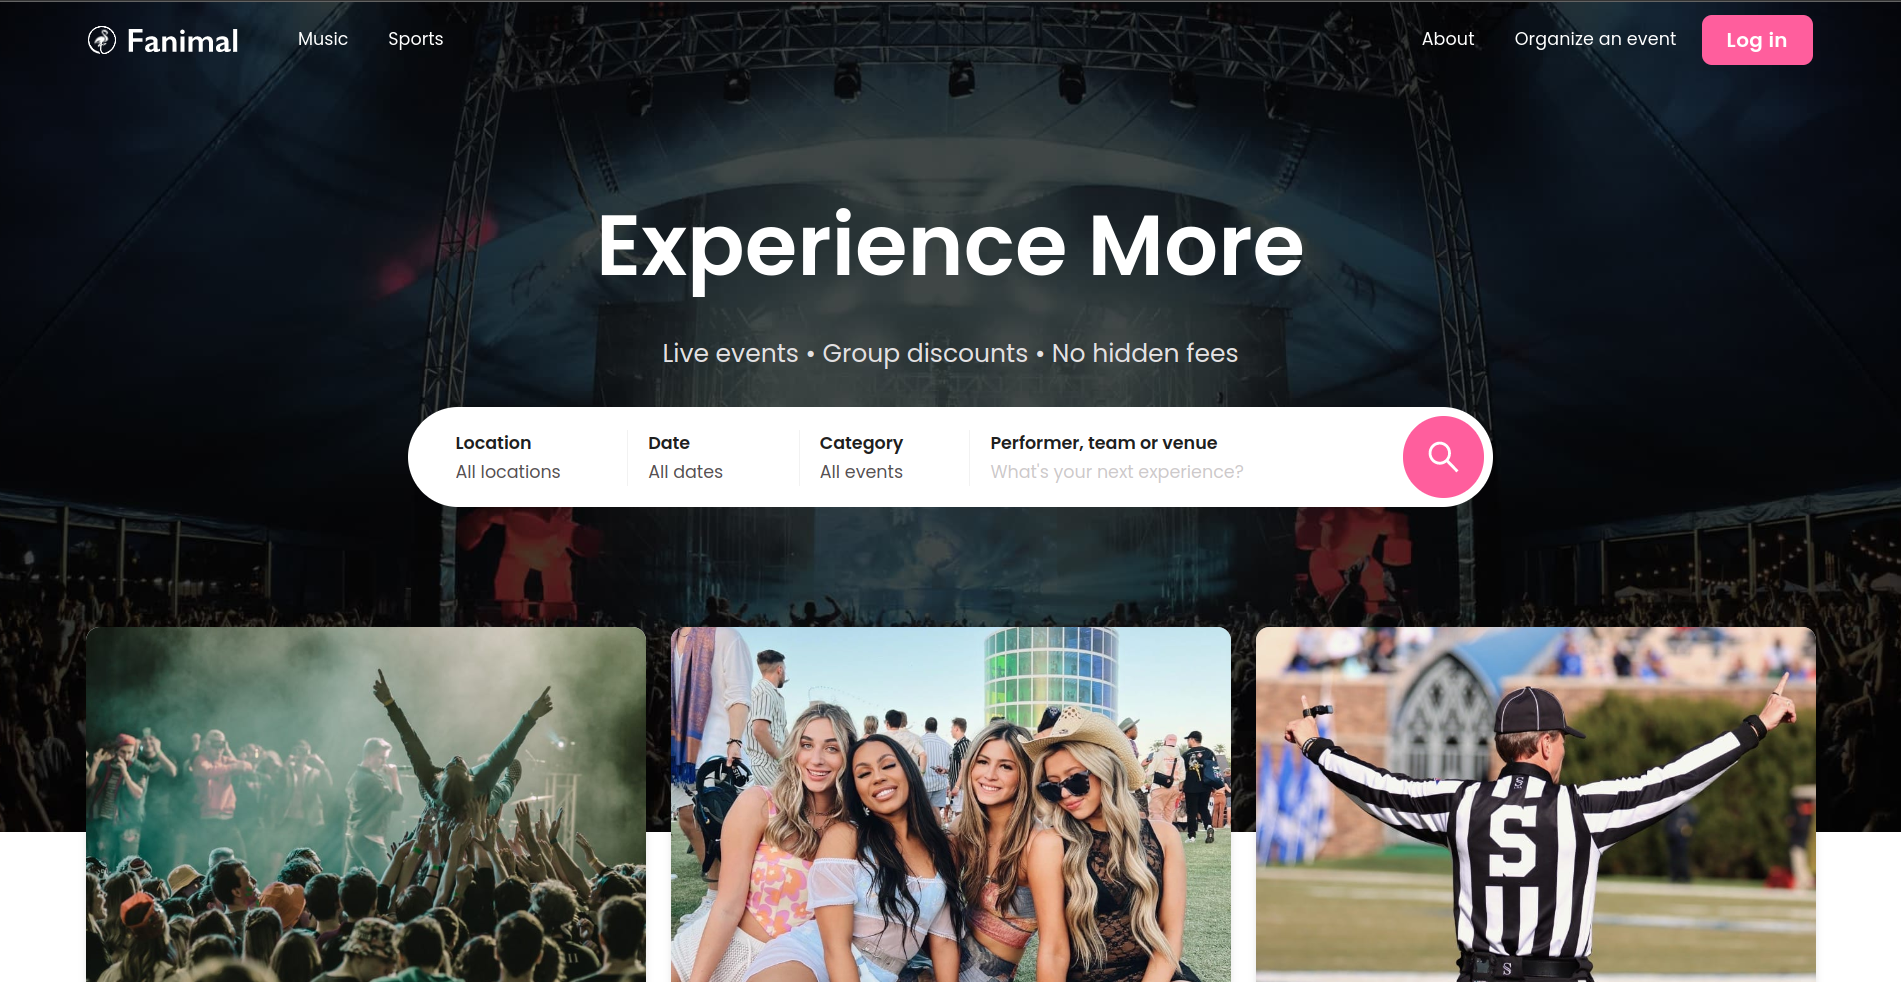 Fanimal
Music
Sports
About
Organize an event
Log in
Experience More
Live events • Group discounts • No hidden fees
Location
All locations
Date
All dates
Category
All events
Performer, team or venue
What's your next experience?
S
S
S